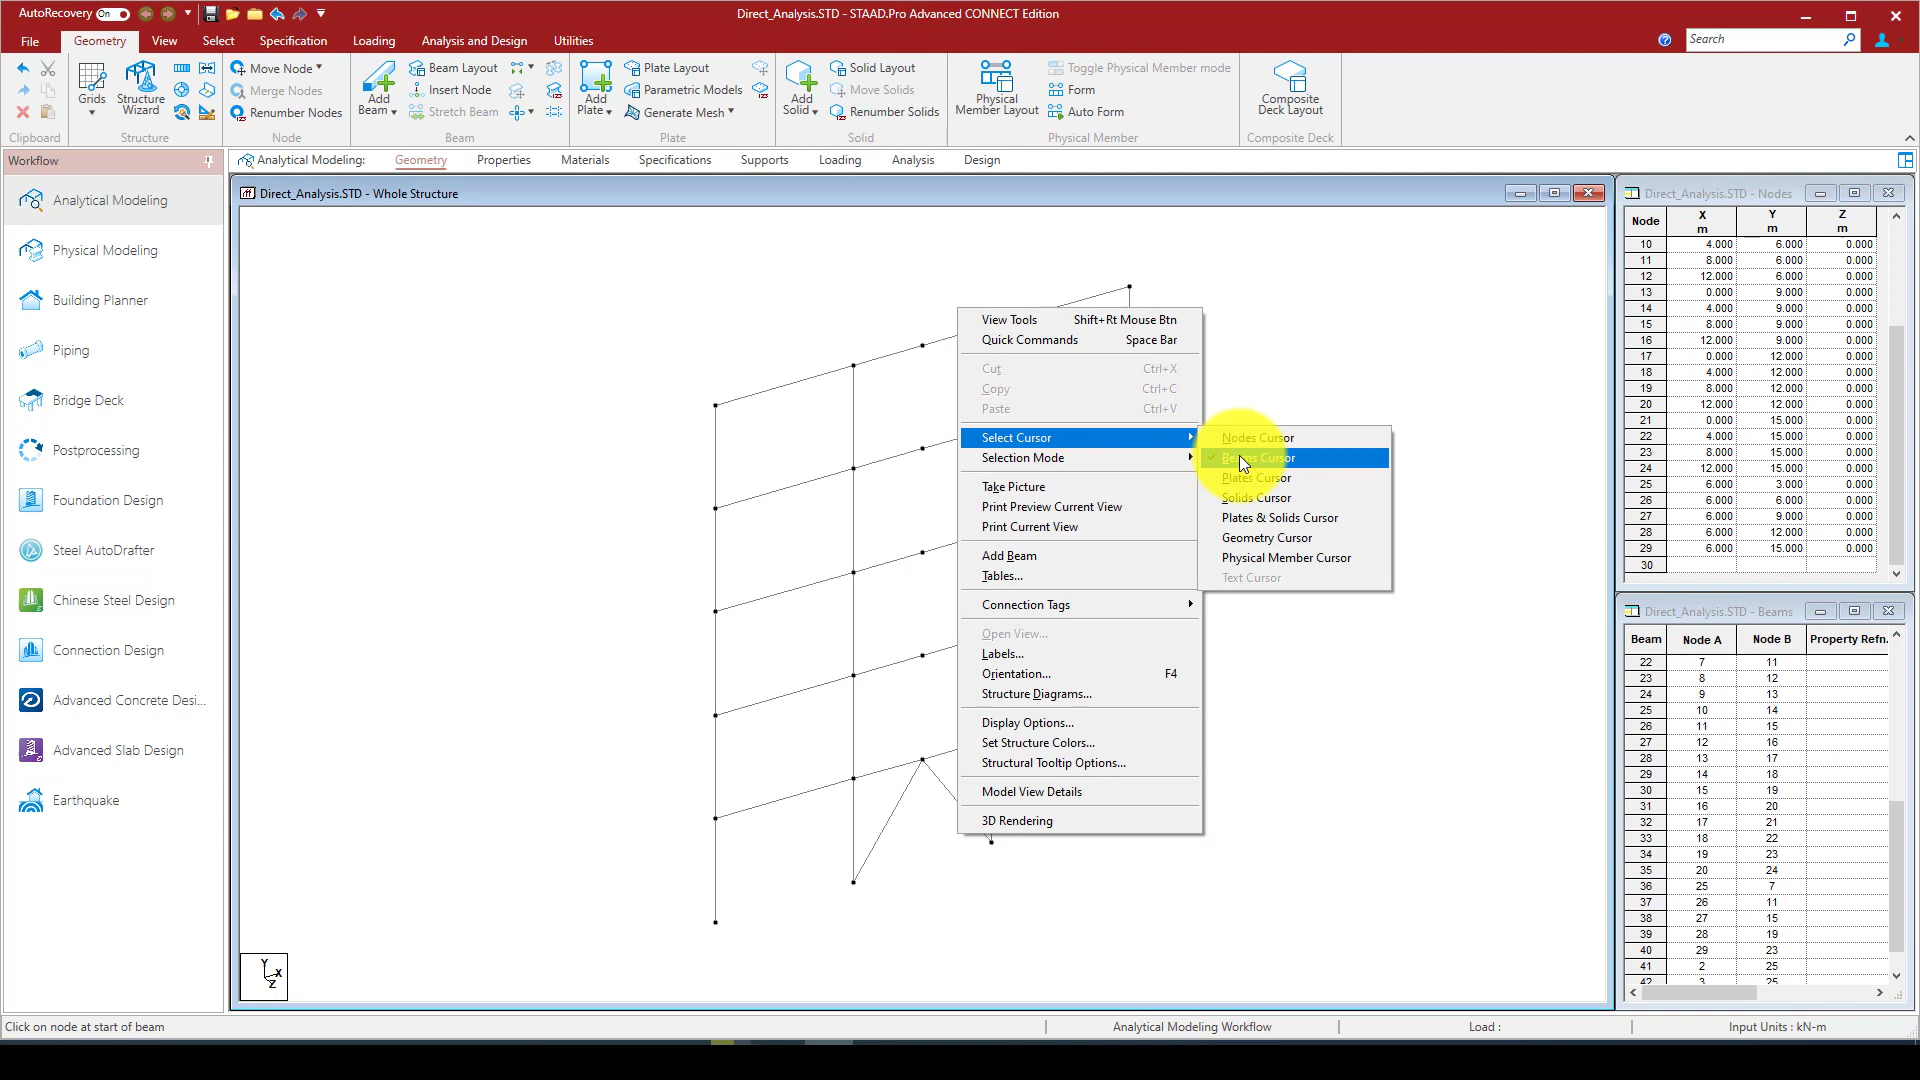 AutoRecovery On
Direct_Analysis.STD - STAAD.Pro Advanced CONNECT Edition
File Geometry View Select Specification Loading Analysis and Design Utilities
Search
Grids
Structure Wizard
Move Node
Merge Nodes
Renumber Nodes
Add Beam
Beam Layout
Insert Node
Stretch Beam
Add Plate
Plate Layout
Parametric Models
Generate Mesh
Add Solid
Solid Layout
Move Solids
Renumber Solids
Physical Member Layout
Toggle Physical Member mode
Form
Auto Form
Composite Deck Layout
Clipboard Structure Node Beam Plate Solid Physical Member Composite Deck
Workflow
Analytical Modeling: Geometry Properties Materials Specifications Supports Loading Analysis Design
Analytical Modeling
Physical Modeling
Building Planner
Piping
Bridge Deck
Postprocessing
Foundation Design
Steel AutoDrafter
Chinese Steel Design
Connection Design
Advanced Concrete Desi...
Advanced Slab Design
Earthquake
Direct_Analysis.STD - Whole Structure
View Tools Shift+Rt Mouse Btn
Quick Commands Space Bar
Cut Ctrl+X
Copy Ctrl+C
Paste Ctrl+V
Select Cursor
Selection Mode
Take Picture
Print Preview Current View
Print Current View
Add Beam
Tables...
Connection Tags
Open View...
Labels...
Orientation... F4
Structure Diagrams...
Display Options...
Set Structure Colors...
Structural Tooltip Options...
Model View Details
3D Rendering
Nodes Cursor
Beams Cursor
Plates Cursor
Solids Cursor
Plates & Solids Cursor
Geometry Cursor
Physical Member Cursor
Text Cursor
Y
X
Z
Direct_Analysis.STD - Nodes
Node X m Y m Z m
10 4.000 6.000 0.000
11 8.000 6.000 0.000
12 12.000 6.000 0.000
13 0.000 9.000 0.000
14 4.000 9.000 0.000
15 8.000 9.000 0.000
16 12.000 9.000 0.000
17 0.000 12.000 0.000
18 4.000 12.000 0.000
19 8.000 12.000 0.000
20 12.000 12.000 0.000
21 0.000 15.000 0.000
22 4.000 15.000 0.000
23 8.000 15.000 0.000
24 12.000 15.000 0.000
25 6.000 3.000 0.000
26 6.000 6.000 0.000
27 6.000 9.000 0.000
28 6.000 12.000 0.000
29 6.000 15.000 0.000
30
Direct_Analysis.STD - Beams
Beam Node A Node B Property Refn.
22 7 11
23 8 12
24 9 13
25 10 14
26 11 15
27 12 16
28 13 17
29 14 18
30 15 19
31 16 20
32 17 21
33 18 22
34 19 23
35 20 24
36 25 7
37 26 11
38 27 15
39 28 19
40 29 23
41 2 25
42 3 25
Click on node at start of beam
Analytical Modeling Workflow
Load :
Input Units : kN-m